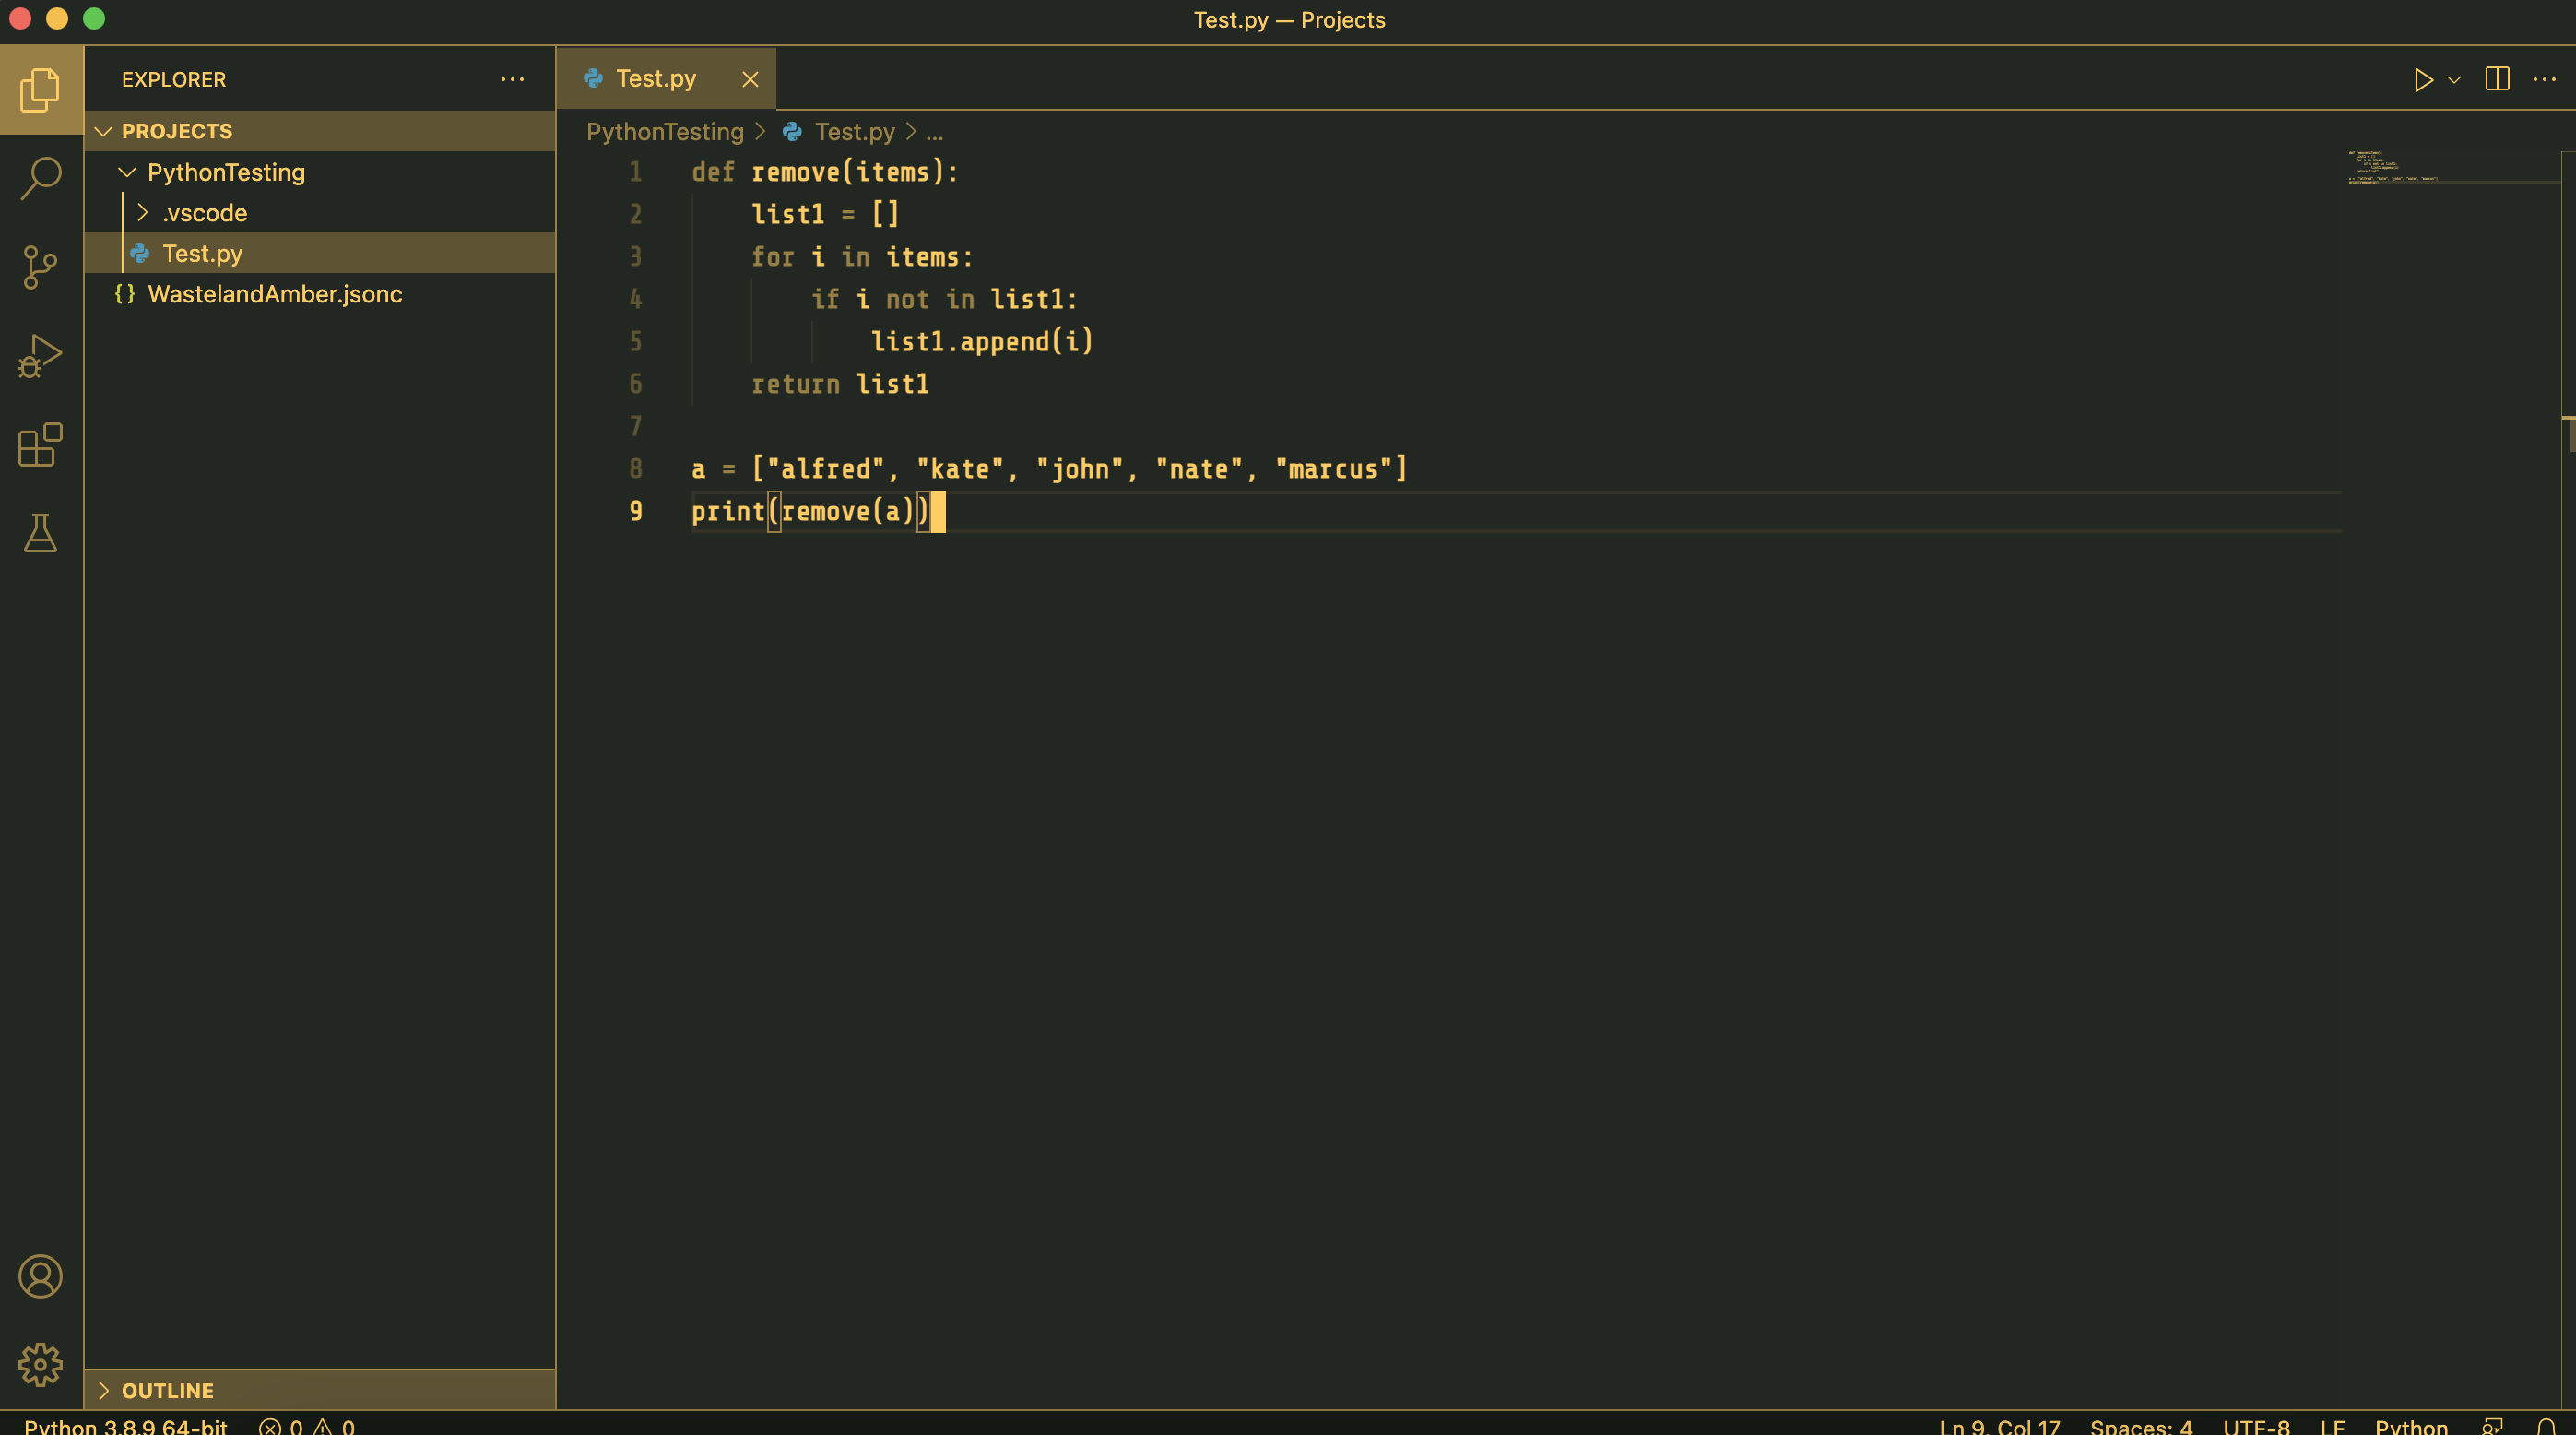 Test.py — Projects
EXPLORER
PROJECTS
PythonTesting
.vscode
Test.py
{} WastelandAmber.jsonc
OUTLINE
Test.py
PythonTesting > Test.py > ...
1 def remove(items):
2     list1 = []
3     for i in items:
4         if i not in list1:
5             list1.append(i)
6     return list1
7
8 a = ["alfred", "kate", "john", "nate", "marcus"]
9 print(remove(a))
Python 3.8.9 64-bit 0 0 Ln 9, Col 17 Spaces: 4 UTF-8 LF Python